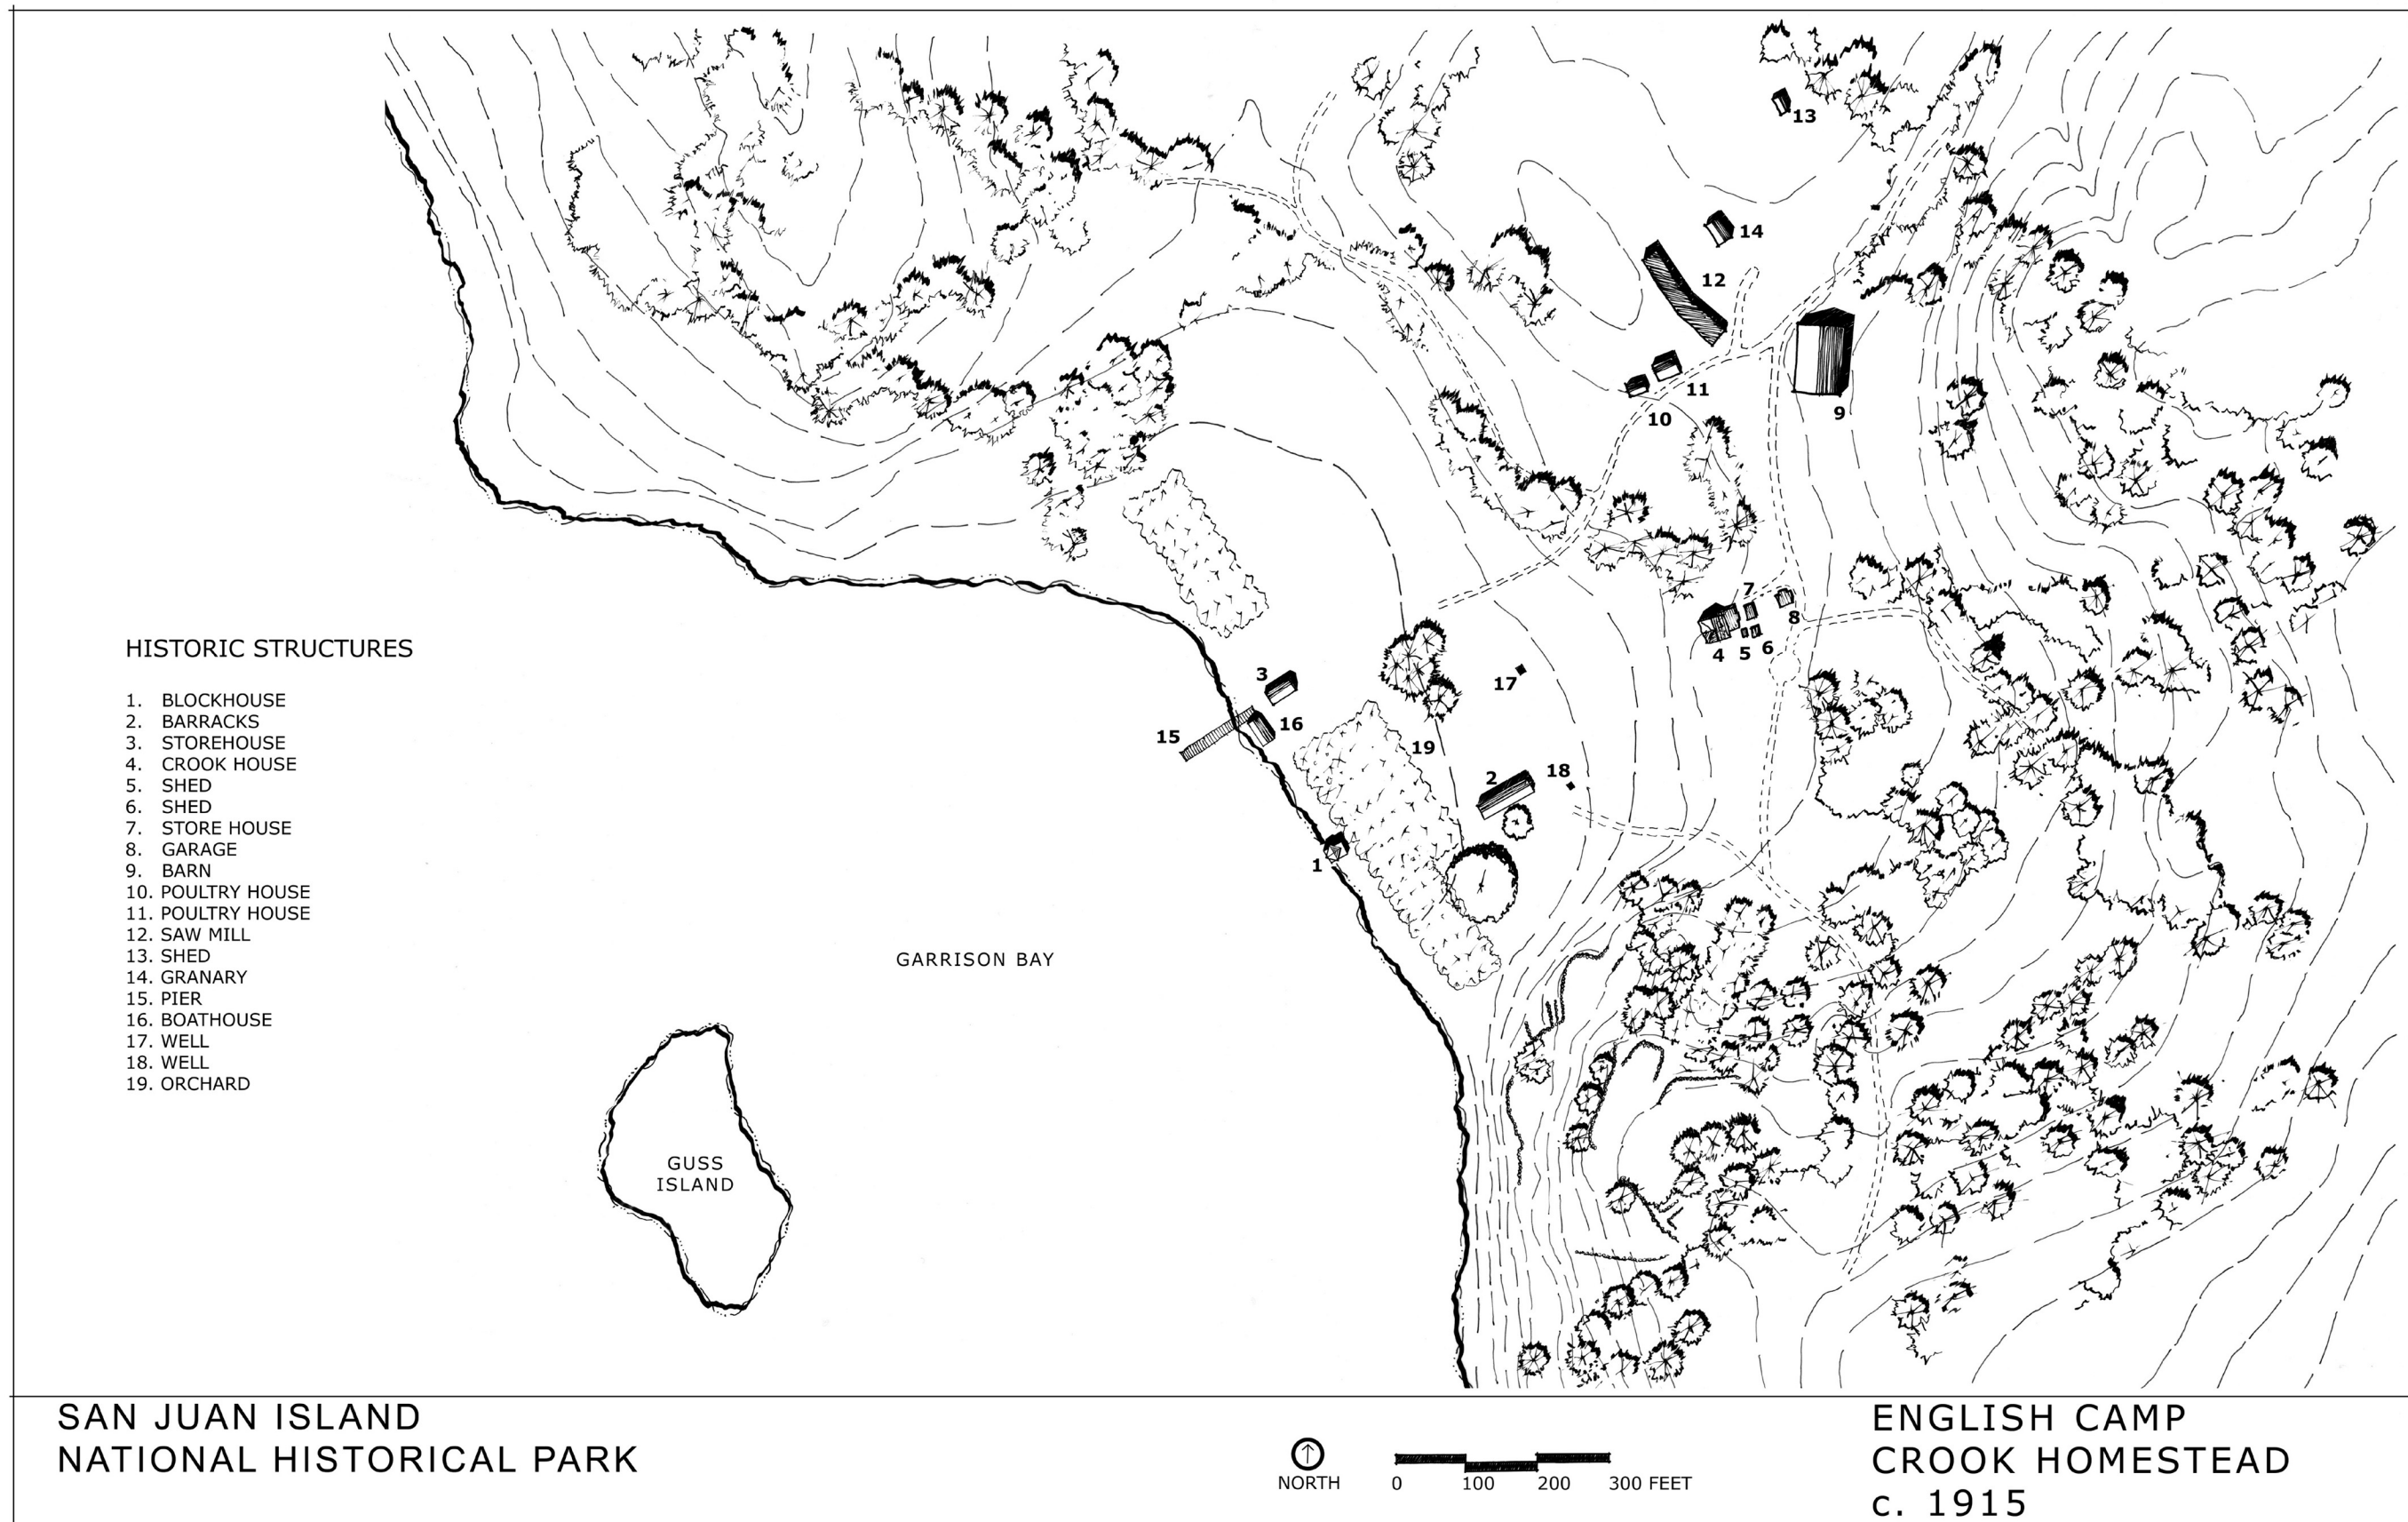 13
14
12
11
9
10
HISTORIC STRUCTURES
1. BLOCKHOUSE
2. BARRACKS
3. STOREHOUSE
4. CROOK HOUSE
5. SHED
6. SHED
7. STORE HOUSE
8. GARAGE
9. BARN
10. POULTRY HOUSE
11. POULTRY HOUSE
12. SAW MILL
13. SHED
14. GRANARY
15. PIER
16. BOATHOUSE
17. WELL
18. WELL
19. ORCHARD
7
8
4 5 6
3
17
16
15
19
2
18
1
GARRISON BAY
GUSS
ISLAND
SAN JUAN ISLAND
NATIONAL HISTORICAL PARK
NORTH
0 100 200 300 FEET
ENGLISH CAMP
CROOK HOMESTEAD
c. 1915